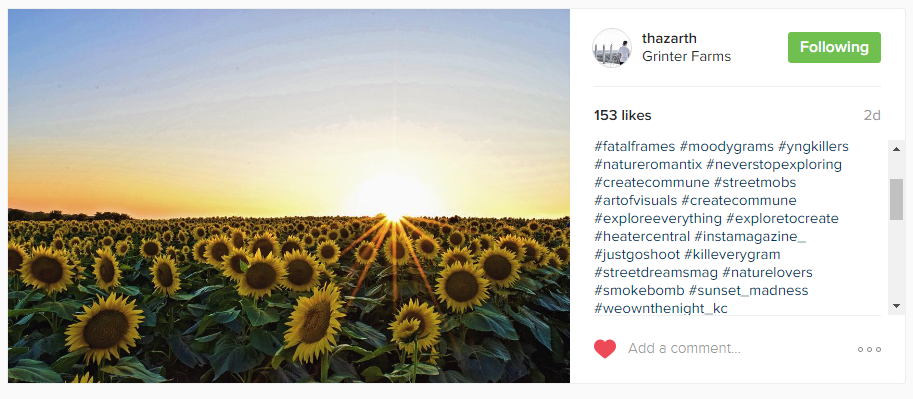 thazarth
Grinter Farms
Following
153 likes
2d
#fatalframes #moodygrams #yngkillers
#natureromantix #neverstopexploring
#createcommune #streetmobs
#artofvisuals #createcommune
#exploreeverything #exploretocreate
#heatercentral #instamagazine_
#justgoshoot #killeverygram
#streetdreamsmag #naturelovers
#smokebomb #sunset_madness
#weownthenight_kc
Add a comment...